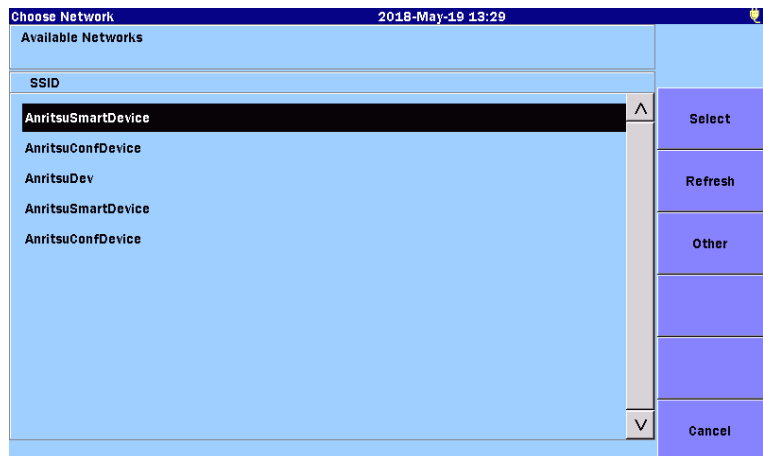 Choose Network 2018-May-19 13:29
Available Networks
SSID
AnritsuSmartDevice
AnritsuConfDevice
AnritsuDev
AnritsuSmartDevice
AnritsuConfDevice
Select
Refresh
Other
Cancel